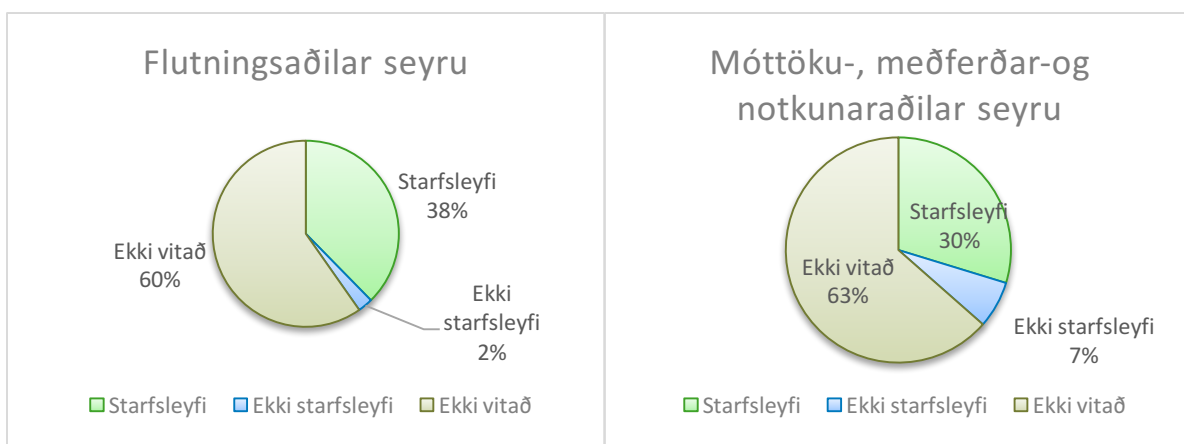 Flutningsaðilar seyru
Starfsleyfi
38%
Ekki vitað
60%
Ekki
starfsleyfi
2%
Starfsleyfi
Ekki starfsleyfi
Ekki vitað
Móttöku-, meðferðar-og
notkunaraðilar seyru
Starfsleyfi
30%
Ekki vitað
63%
Ekki starfsleyfi
7%
Starfsleyfi
Ekki starfsleyfi
Ekki vitað